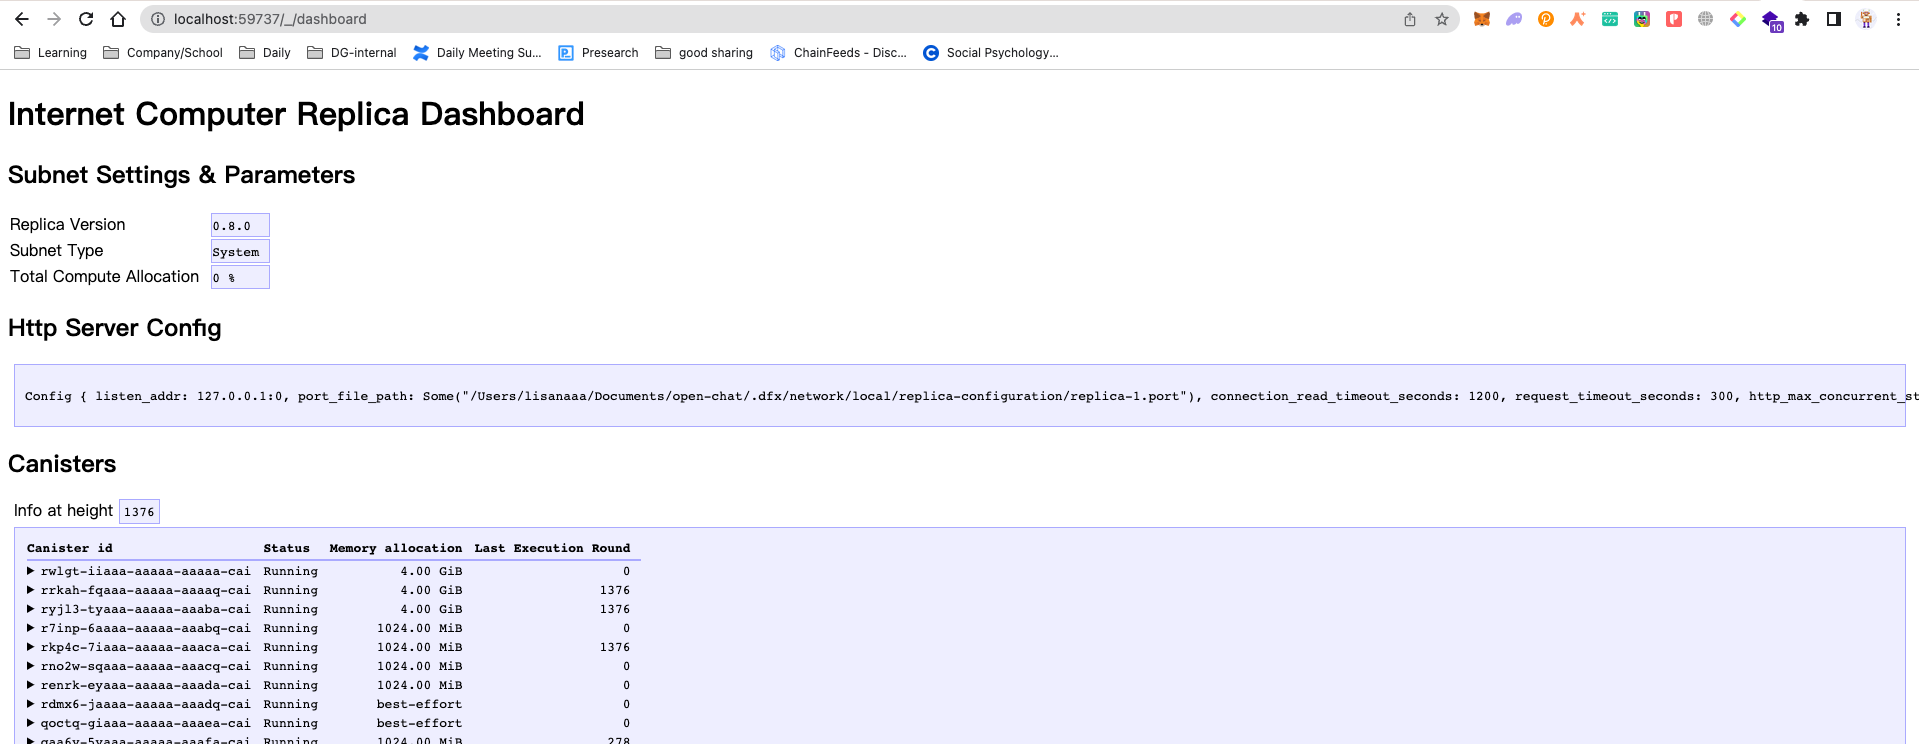 localhost:59737/_/dashboard
10
Learning Company/School Daily DG-internal Daily Meeting Su... Presearch good sharing ChainFeeds - Disc... Social Psychology...
Internet Computer Replica Dashboard
Subnet Settings & Parameters
Replica Version 0.8.0
Subnet Type System
Total Compute Allocation 0 %
Http Server Config
Config { listen_addr: 127.0.0.1:0, port_file_path: Some("/Users/lisanaaa/Documents/open-chat/.dfx/network/local/replica-configuration/replica-1.port"), connection_read_timeout_seconds: 1200, request_timeout_seconds: 300, http_max_concurrent_st
Canisters
Info at height 1376
Canister id Status Memory allocation Last Execution Round
rwlgt-iiaaa-aaaaa-aaaaa-cai Running 4.00 GiB 0
rrkah-fqaaa-aaaaa-aaaaq-cai Running 4.00 GiB 1376
ryjl3-tyaaa-aaaaa-aaaba-cai Running 4.00 GiB 1376
r7inp-6aaaa-aaaaa-aaabq-cai Running 1024.00 MiB 0
rkp4c-7iaaa-aaaaa-aaaca-cai Running 1024.00 MiB 1376
rno2w-sqaaa-aaaaa-aaacq-cai Running 1024.00 MiB 0
renrk-eyaaa-aaaaa-aaada-cai Running 1024.00 MiB 0
rdmx6-jaaaa-aaaaa-aaadq-cai Running best-effort 0
qoctq-giaaa-aaaaa-aaaea-cai Running best-effort 0
qaa6y-5yaaa-aaaaa-aaafa-cai Running 1024.00 MiB 278